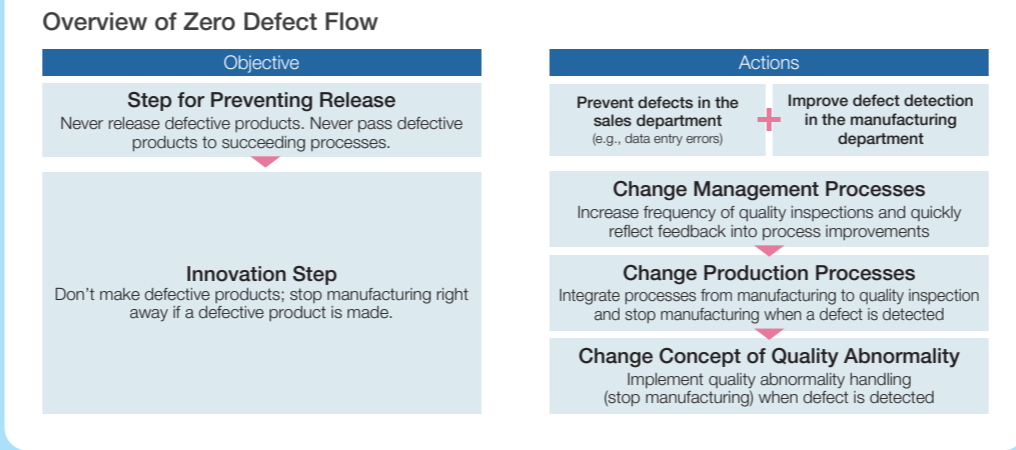 Overview of Zero Defect Flow
Objective
Step for Preventing Release
Never release defective products. Never pass defective
products to succeeding processes.
Innovation Step
Don’t make defective products; stop manufacturing right
away if a defective product is made.
Actions
Prevent defects in the
sales department
(e.g., data entry errors)
+
Improve defect detection
in the manufacturing
department
Change Management Processes
Increase frequency of quality inspections and quickly
reflect feedback into process improvements
Change Production Processes
Integrate processes from manufacturing to quality inspection
and stop manufacturing when a defect is detected
Change Concept of Quality Abnormality
Implement quality abnormality handling
(stop manufacturing) when defect is detected